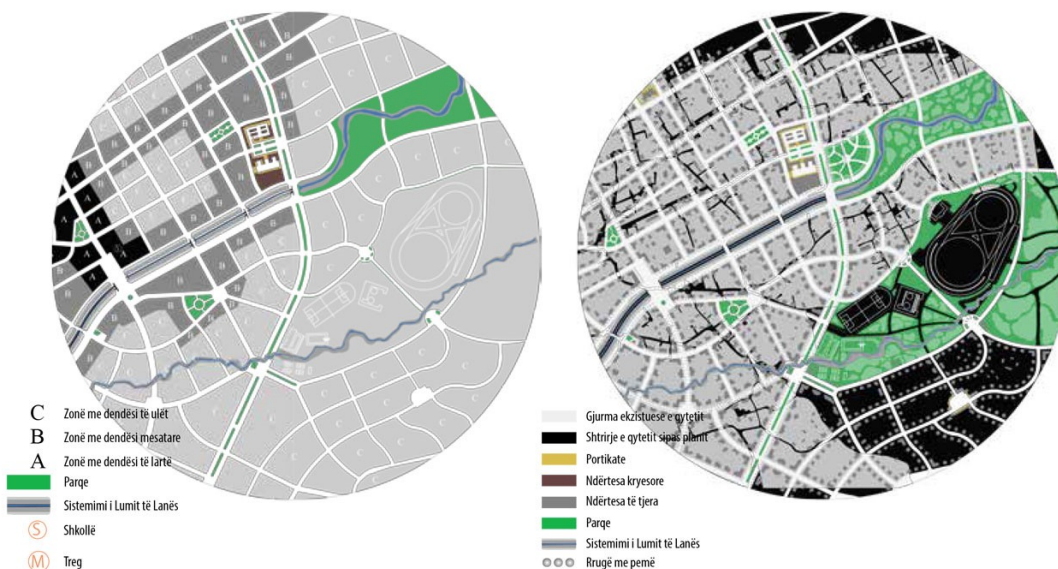 C Zonë me dendësi të ulët
B Zonë me dendësi mesatare
A Zonë me dendësi të lartë
Parqe
Sistemimi i Lumit të Lanës
S Shkollë
M Treg
Gjurma ekzistuese e qytetit
Shtrirje e qytetit sipas planit
Portikate
Ndërtesa kryesore
Ndërtesa të tjera
Parqe
Sistemimi i Lumit të Lanës
Rrugë me pemë